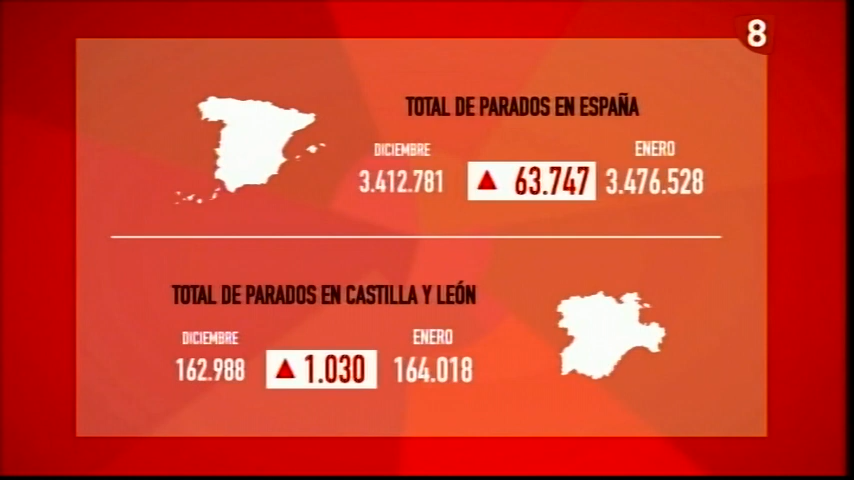 8
TOTAL DE PARADOS EN ESPAÑA
DICIEMBRE
ENERO
3.412.781 ▲ 63.747 3.476.528
TOTAL DE PARADOS EN CASTILLA Y LEÓN
DICIEMBRE
ENERO
162.988 ▲ 1.030 164.018